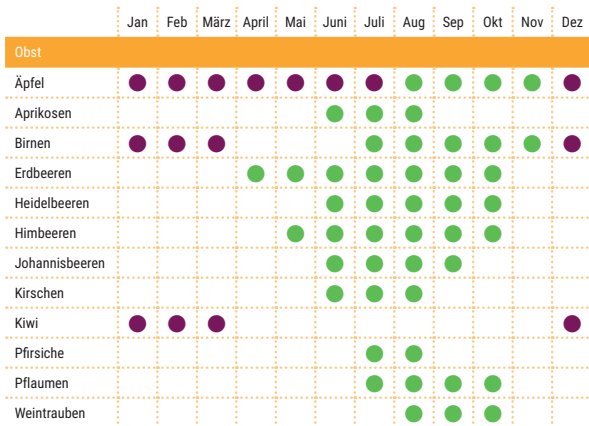 Jan Feb März April Mai Juni Juli Aug Sep Okt Nov Dez
Obst
Äpfel
Aprikosen
Birnen
Erdbeeren
Heidelbeeren
Himbeeren
Johannisbeeren
Kirschen
Kiwi
Pfirsiche
Pflaumen
Weintrauben